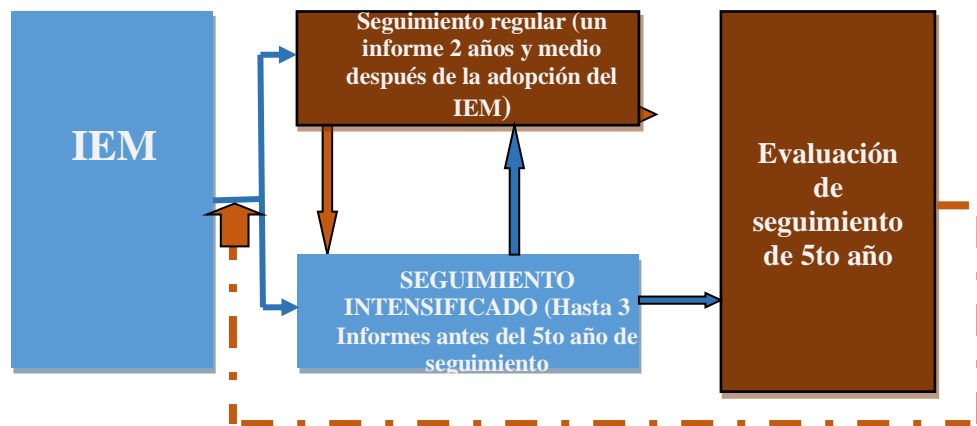 IEM
Seguimiento regular (un
informe 2 años y medio
después de la adopción del
IEM)
SEGUIMIENTO
INTENSIFICADO (Hasta 3
Informes antes del 5to año de
seguimiento
Evaluación
de
seguimiento
de 5to año